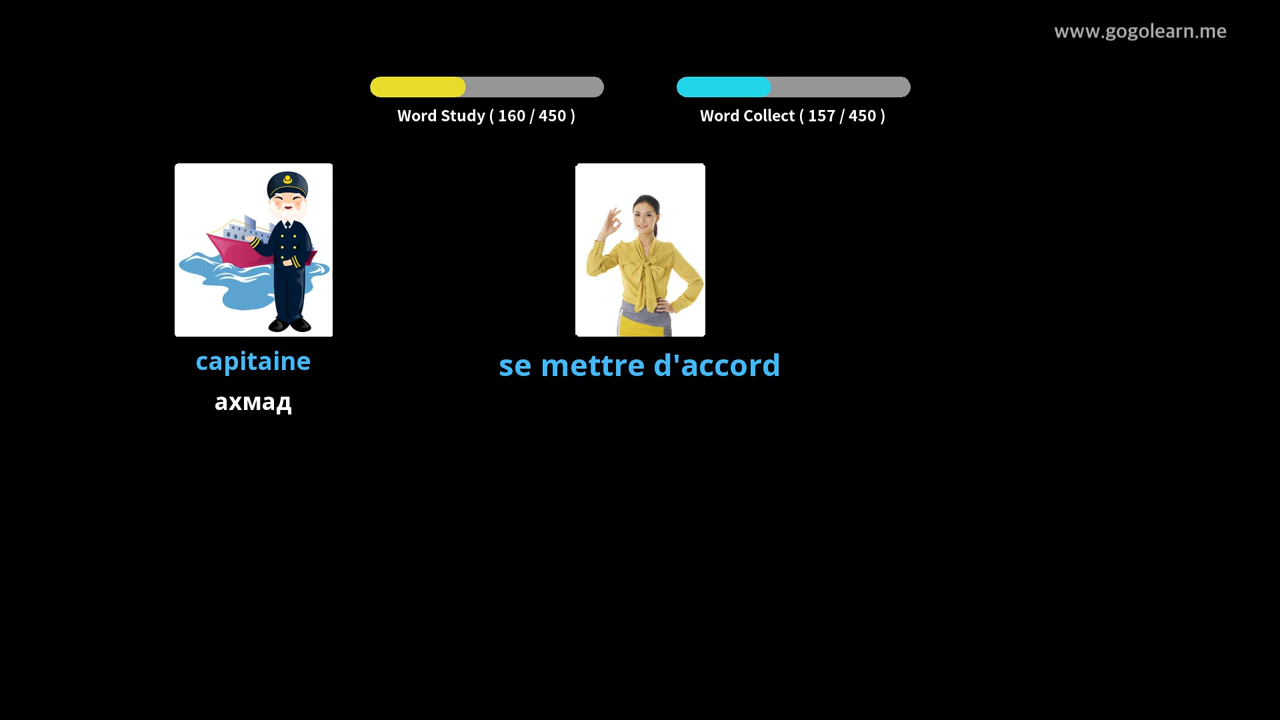 www.gogolearn.me
Word Study ( 160 / 450 )
Word Collect ( 157 / 450 )
capitaine
ахмад
se mettre d'accord